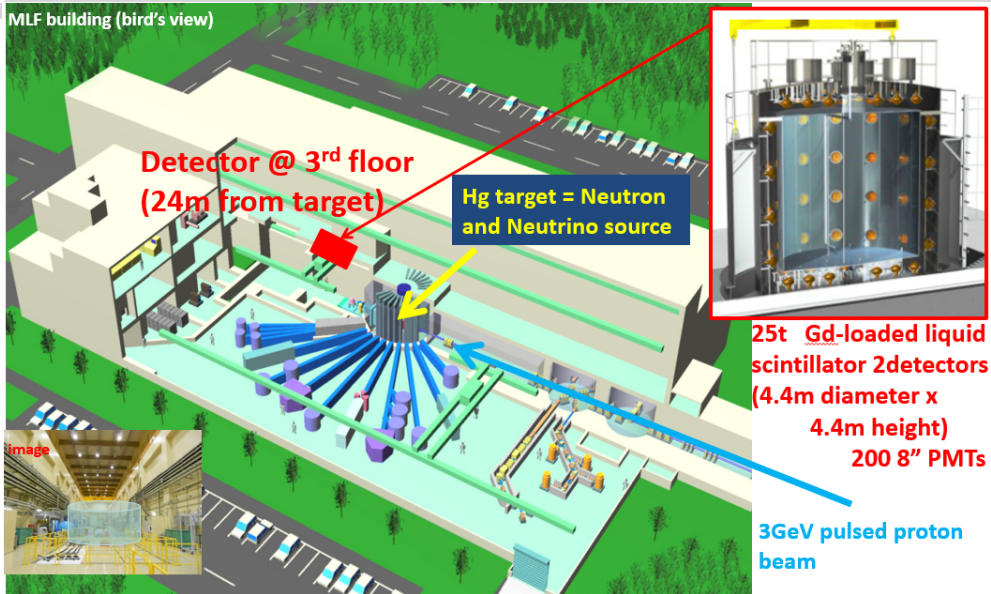 MLF building (bird’s view)
Detector @ 3rd floor
(24m from target)
Hg target = Neutron
and Neutrino source
25t Gd-loaded liquid
scintillator 2detectors
(4.4m diameter x
4.4m height)
200 8” PMTs
3GeV pulsed proton
beam
image